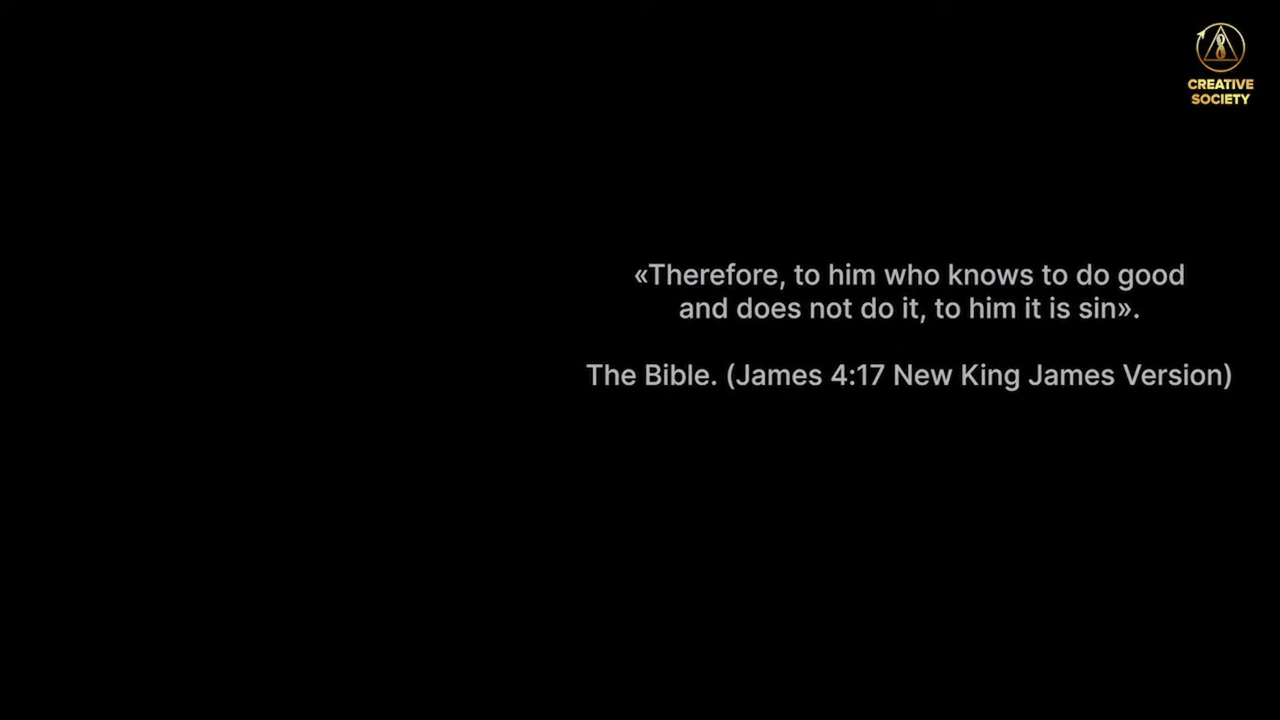 CREATIVE
SOCIETY
«Therefore, to him who knows to do good
and does not do it, to him it is sin».
The Bible. (James 4:17 New King James Version)